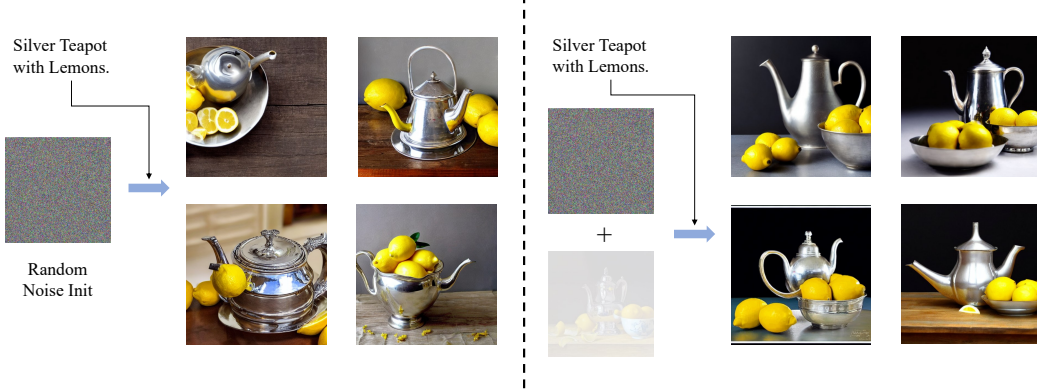 Silver Teapot
with Lemons.
Random
Noise Init
Silver Teapot
with Lemons.
+